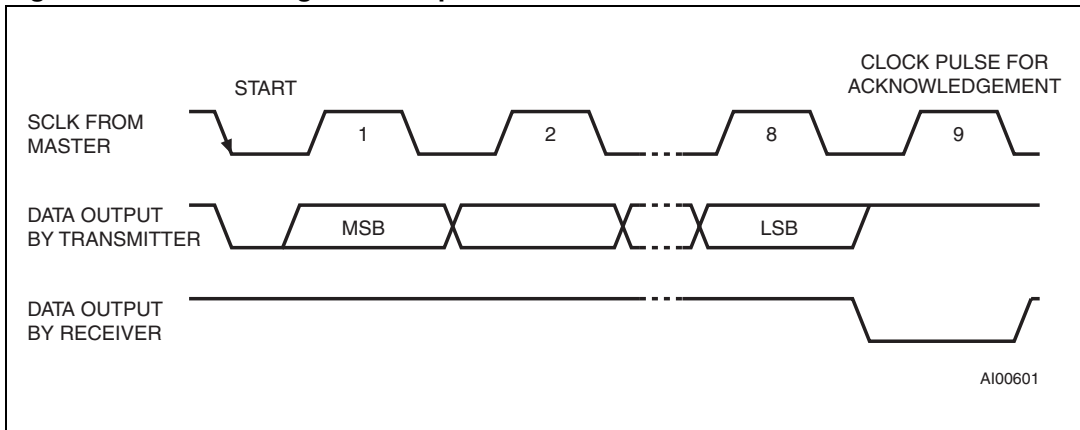 START
CLOCK PULSE FOR
ACKNOWLEDGEMENT
SCLK FROM
MASTER
1
2
8
9
DATA OUTPUT
BY TRANSMITTER
MSB
LSB
DATA OUTPUT
BY RECEIVER
AI00601